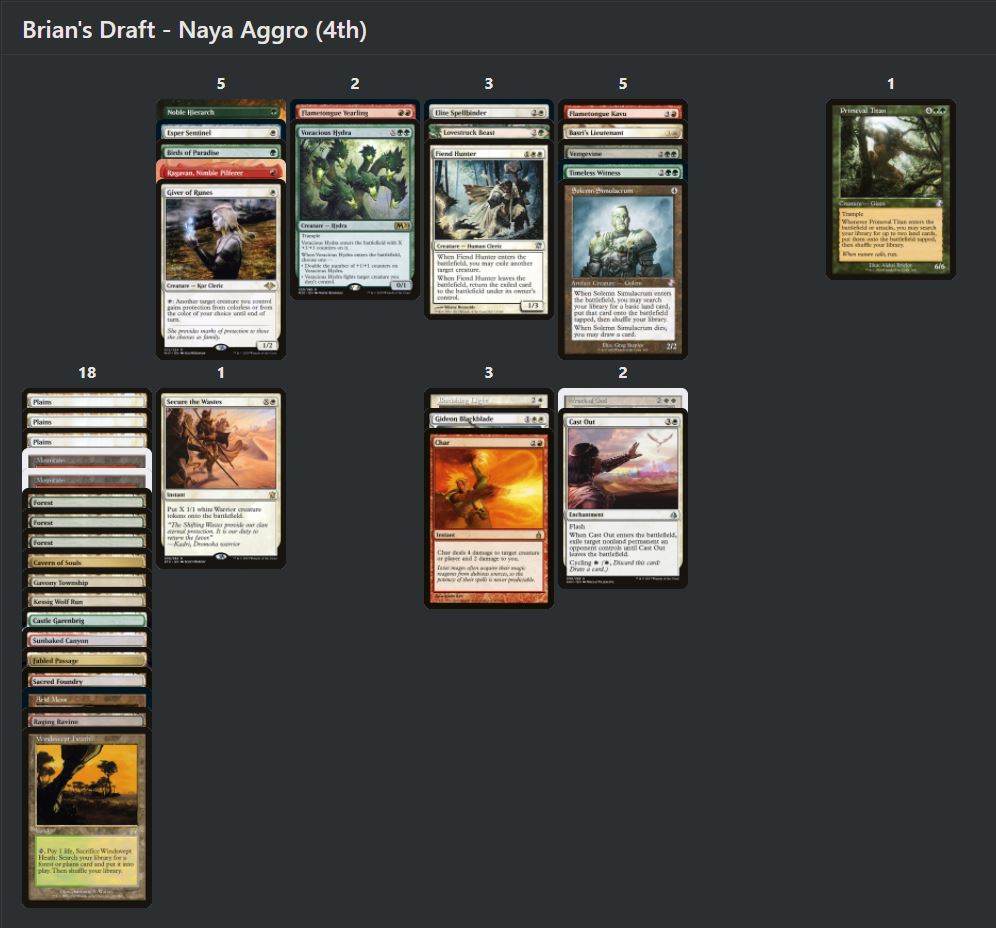 Brian's Draft - Naya Aggro (4th)
5
2
3
5
1
Noble Hierarch
Esper Sentinel
Birds of Paradise
Ragavan, Nimble Pilferer
Giver of Runes
Creature — Kor Cleric
: Another target creature you control
gains protection from colorless or from
the color of your choice until end of
turn.
She provides marks of protection to those
she chooses as family.
1/2
Flametongue Yearling
Voracious Hydra
Creature — Hydra
Trample
Voracious Hydra enters the battlefield with X
+1/+1 counters on it.
When Voracious Hydra enters the battlefield,
choose one —
• Double the number of +1/+1 counters on
Voracious Hydra.
• Voracious Hydra fights target creature you
don't control.
0/1
Elite Spellbinder
Lovestruck Beast
Fiend Hunter
Creature — Human Cleric
When Fiend Hunter enters the
battlefield, you may exile another
target creature.
When Fiend Hunter leaves the
battlefield, return the exiled card
to the battlefield under its owner's
control.
1/3
Flametongue Kavu
Basri's Lieutenant
Vengevine
Timeless Witness
Solemn Simulacrum
Artifact Creature — Golem
When Solemn Simulacrum enters
the battlefield, you may search
your library for a basic land card,
put that card onto the battlefield
tapped, then shuffle your library.
When Solemn Simulacrum dies,
you may draw a card.
2/2
Primeval Titan
Creature — Giant
Trample
Whenever Primeval Titan enters the
battlefield or attacks, you may search
your library for up to two land cards,
put them onto the battlefield tapped,
then shuffle your library.
When nature calls, run.
6/6
18
1
3
2
Plains
Plains
Plains
Mountain
Mountain
Forest
Forest
Forest
Cavern of Souls
Gavony Township
Kessig Wolf Run
Castle Garenbrig
Sunbaked Canyon
Fabled Passage
Sacred Foundry
Arid Mesa
Raging Ravine
Windswept Heath
, Pay 1 life, Sacrifice Windswept
Heath: Search your library for a
forest or plains card and put it into
play. Then shuffle your library.
Secure the Wastes
Instant
Put X 1/1 white Warrior creature
tokens onto the battlefield.
"The Shifting Wastes provide our clan
eternal protection. It is our duty to
return the favor."
—Kadri, Dromoka warrior
Banishing Light
Gideon Blackblade
Char
Instant
Char deals 4 damage to target creature
or player and 2 damage to you.
Wrath of God
Cast Out
Enchantment
Flash
When Cast Out enters the battlefield,
exile target nonland permanent an
opponent controls until Cast Out
leaves the battlefield.
Cycling ( , Discard this card:
Draw a card.)